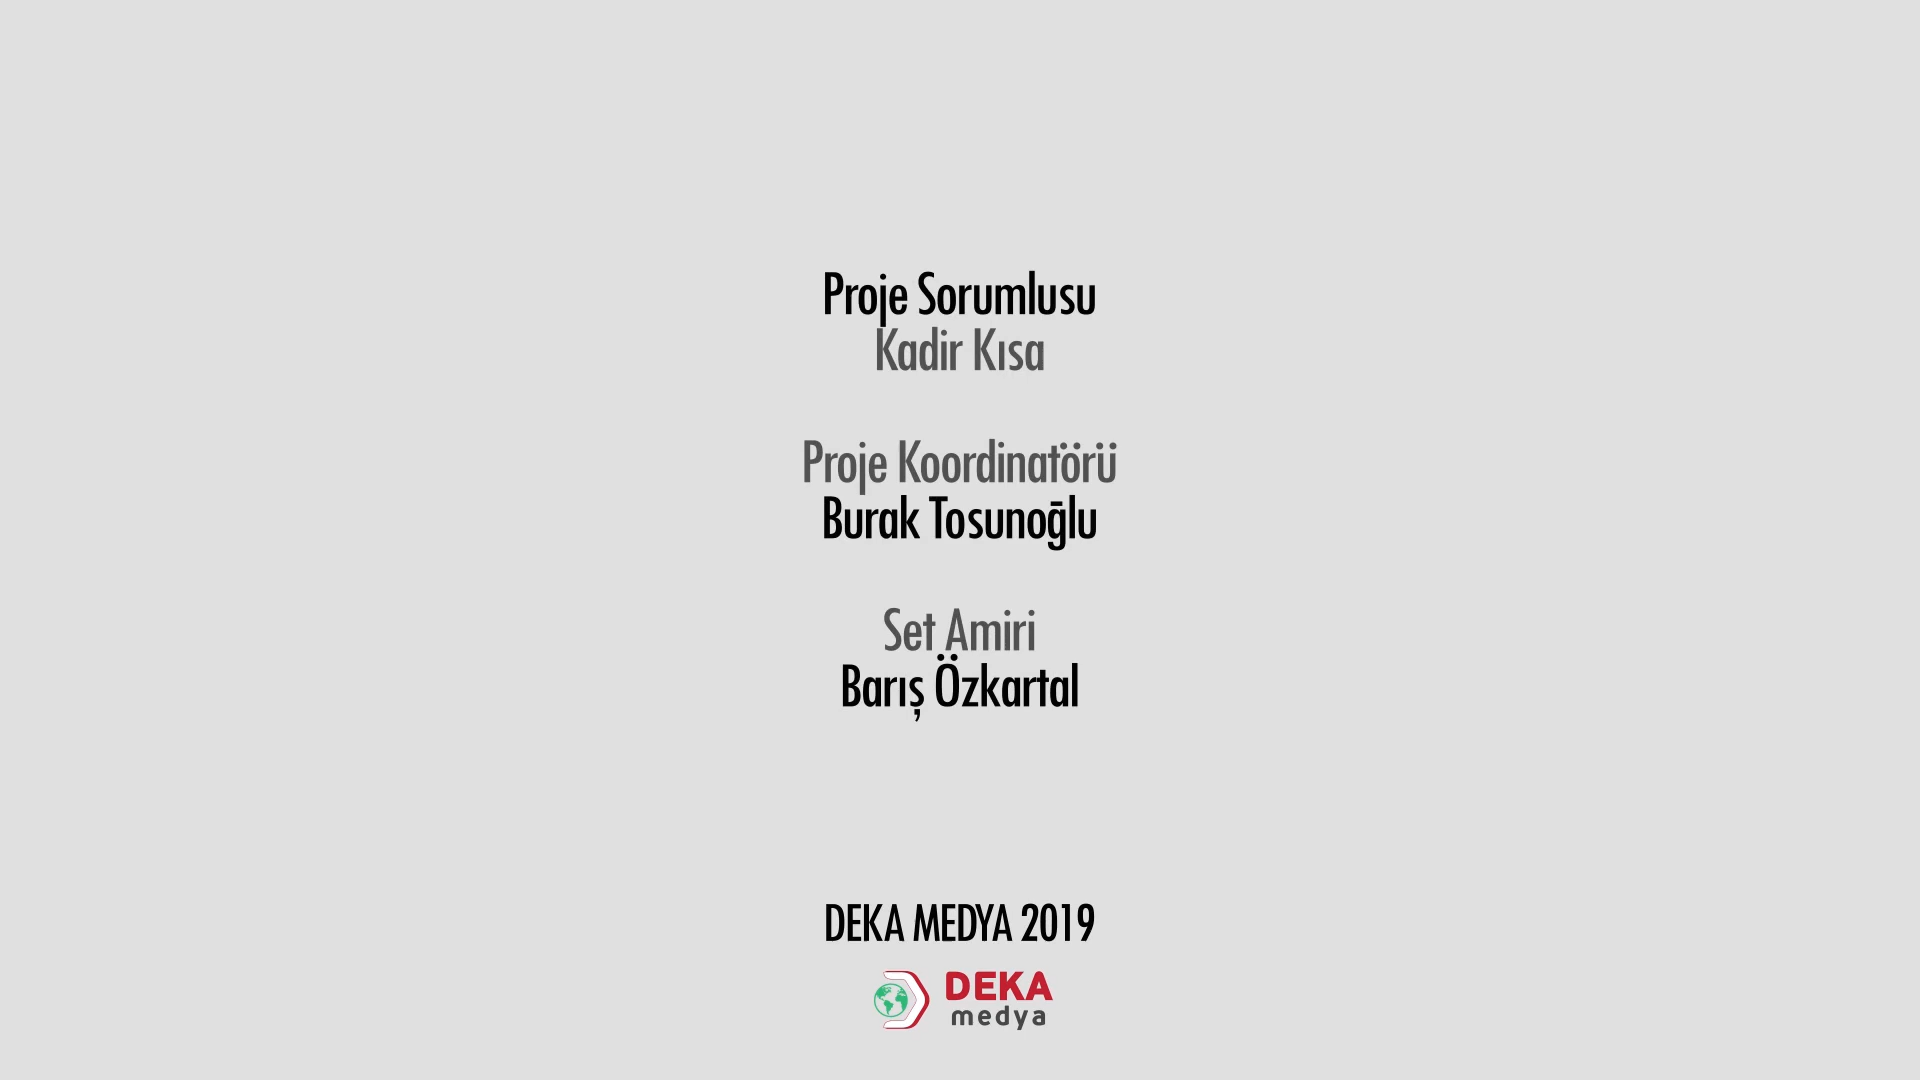 Proje Sorumlusu
Kadir Kısa
Proje Koordinatörü
Burak Tosunoğlu
Set Amiri
Barış Özkartal
DEKA MEDYA 2019
DEKA
medya